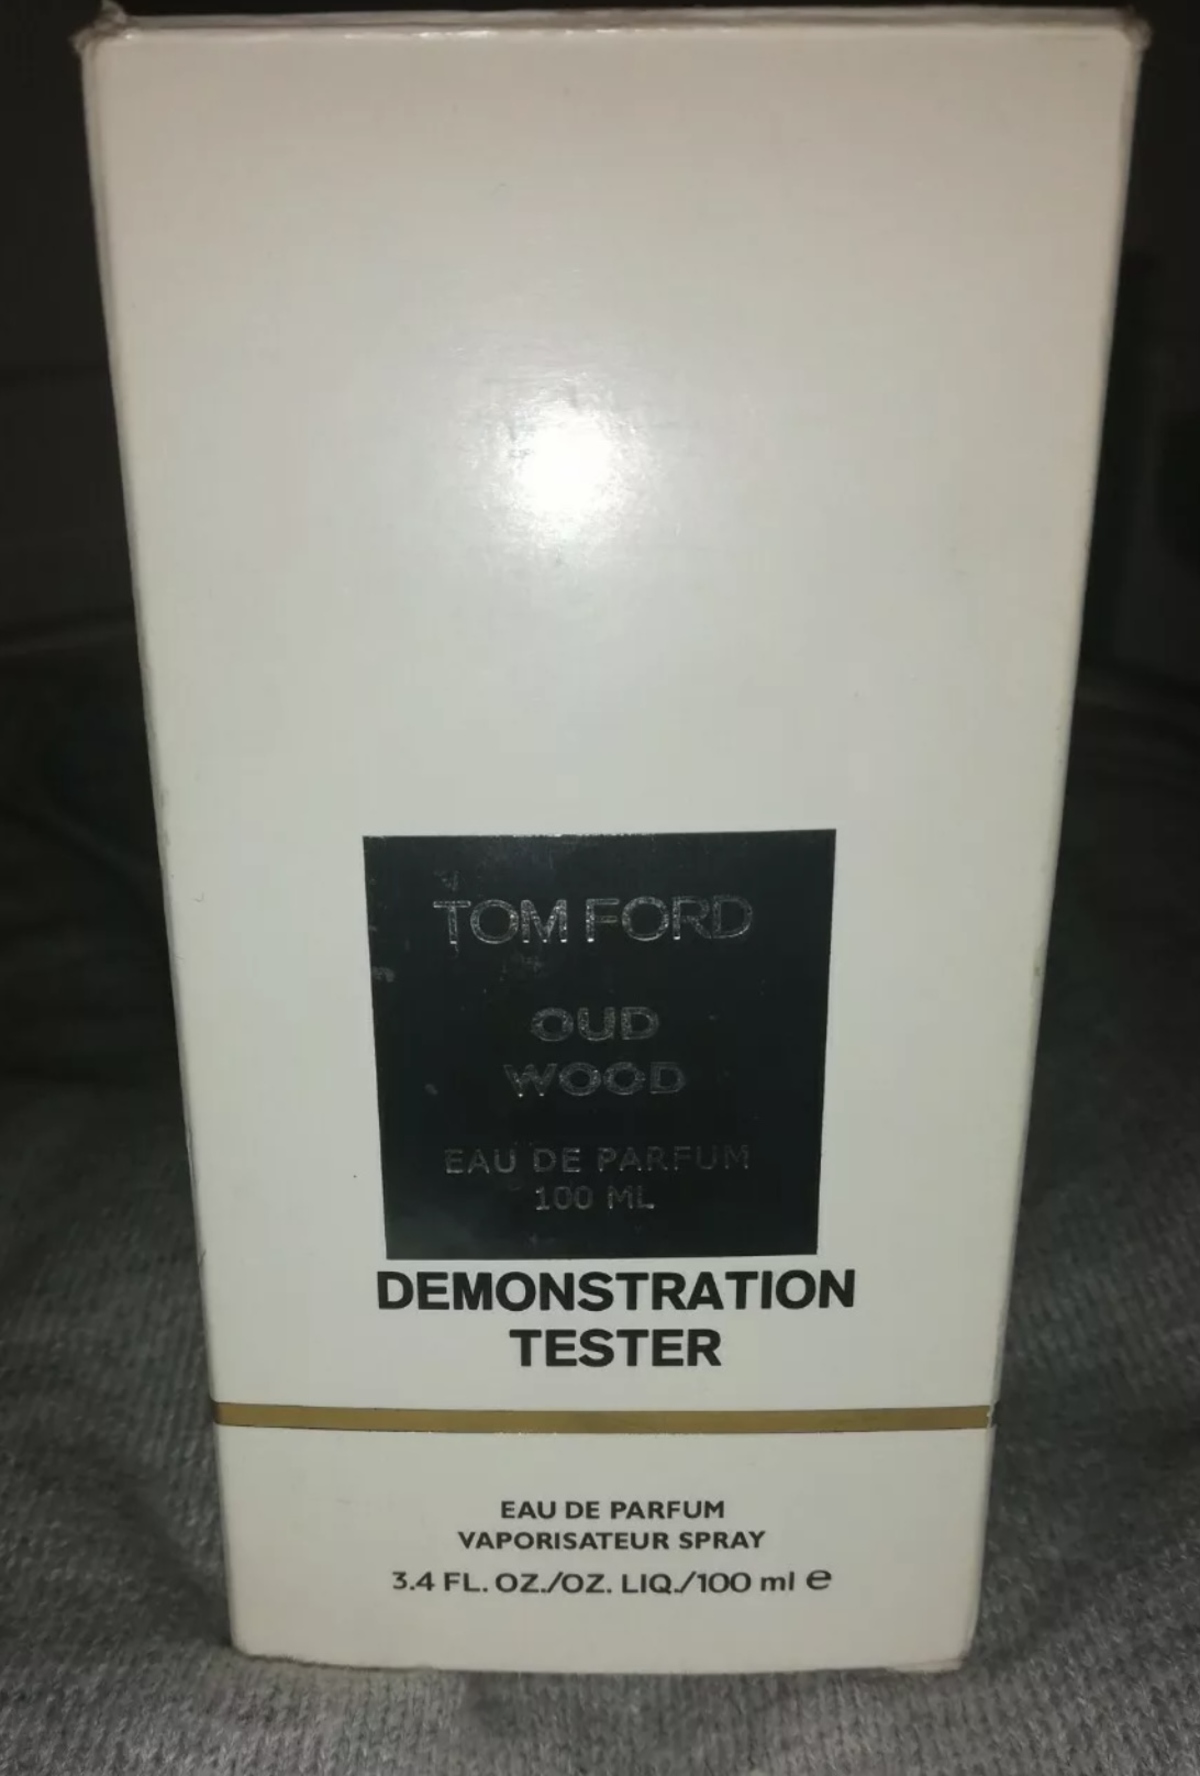 TOM FORD
OUD
WOOD
EAU DE PARFUM
100 ML
DEMONSTRATION
TESTER
EAU DE PARFUM
VAPORISATEUR SPRAY
3.4 FL. OZ./OZ. LIQ./100 ml e